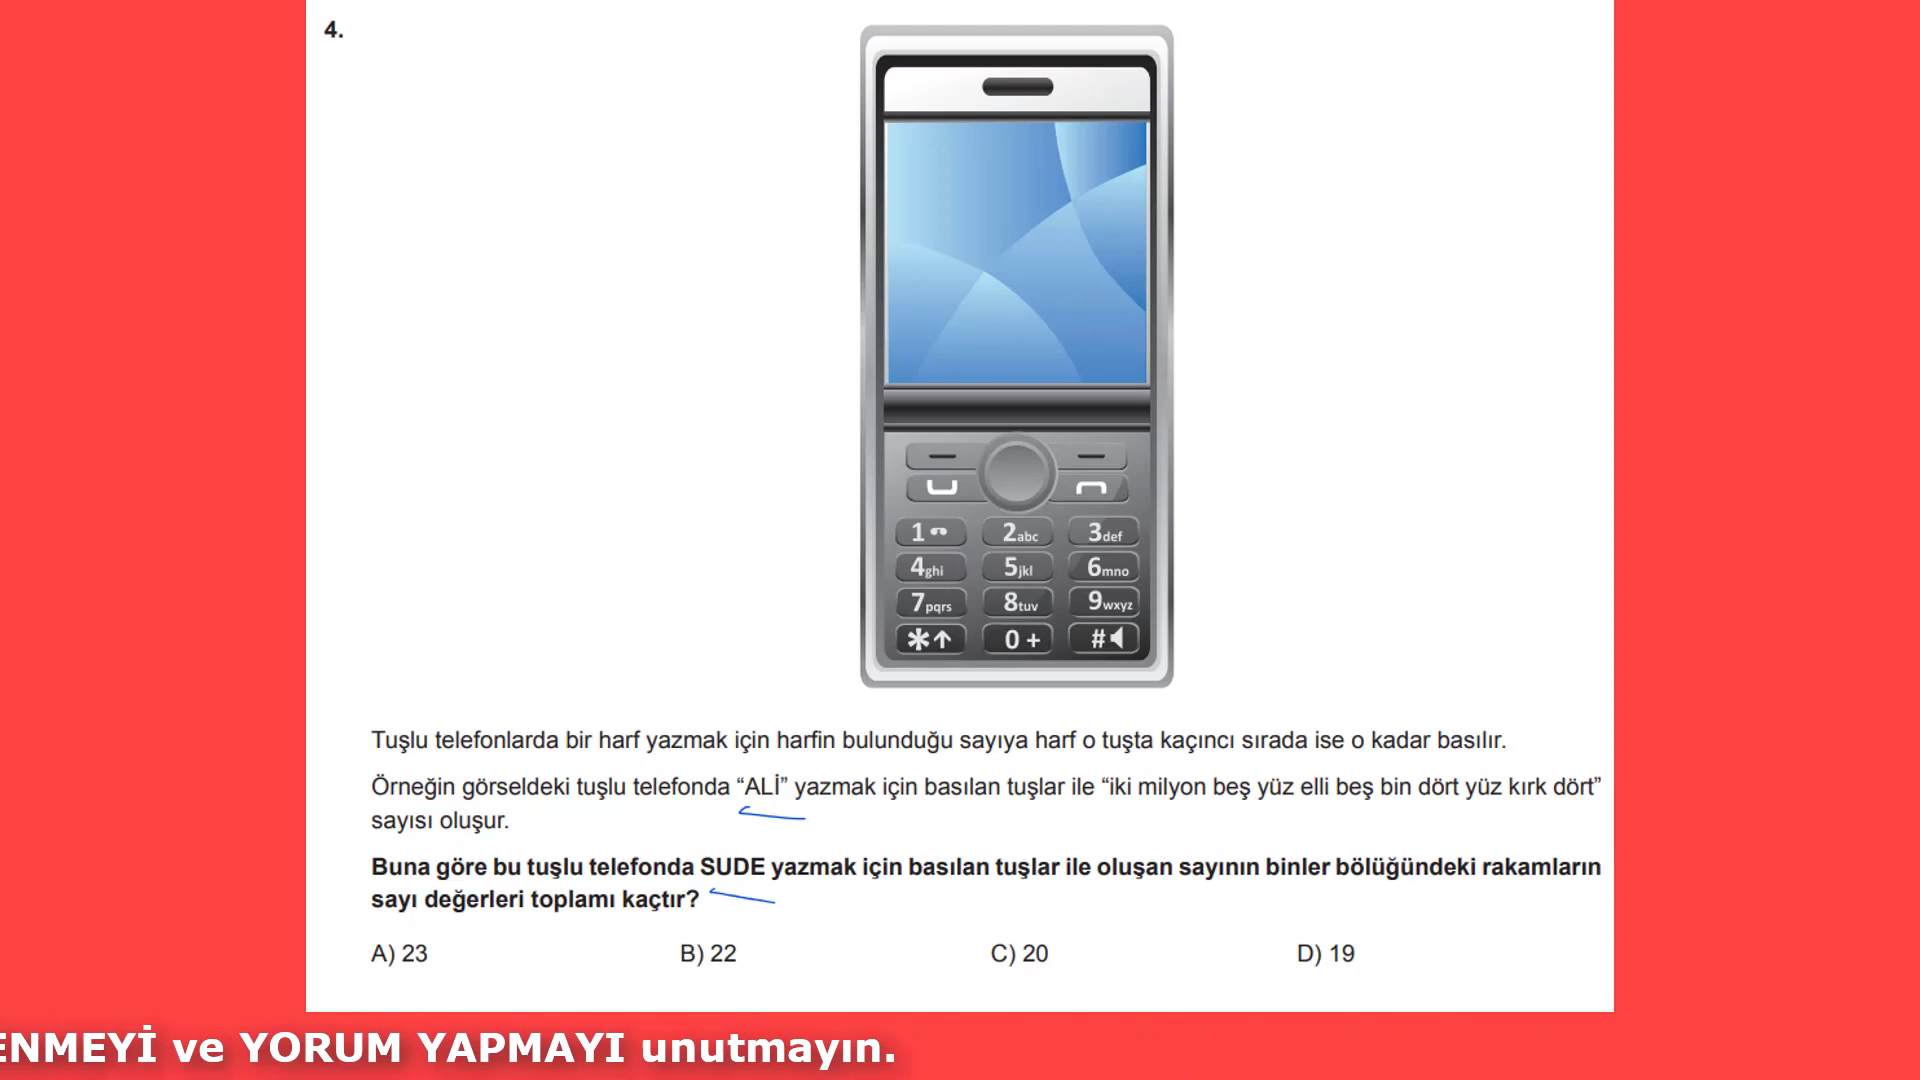 4.
1
2abc
3def
4ghi
5jkl
6mno
7pqrs
8tuv
9wxyz
*
0 +
#
Tuşlu telefonlarda bir harf yazmak için harfin bulunduğu sayıya harf o tuşta kaçıncı sırada ise o kadar basılır.
Örneğin görseldeki tuşlu telefonda “ALİ” yazmak için basılan tuşlar ile “iki milyon beş yüz elli beş bin dört yüz kırk dört”
sayısı oluşur.
Buna göre bu tuşlu telefonda SUDE yazmak için basılan tuşlar ile oluşan sayının binler bölüğündeki rakamların
sayı değerleri toplamı kaçtır?
A) 23
B) 22
C) 20
D) 19
ENMEYİ ve YORUM YAPMAYI unutmayın.